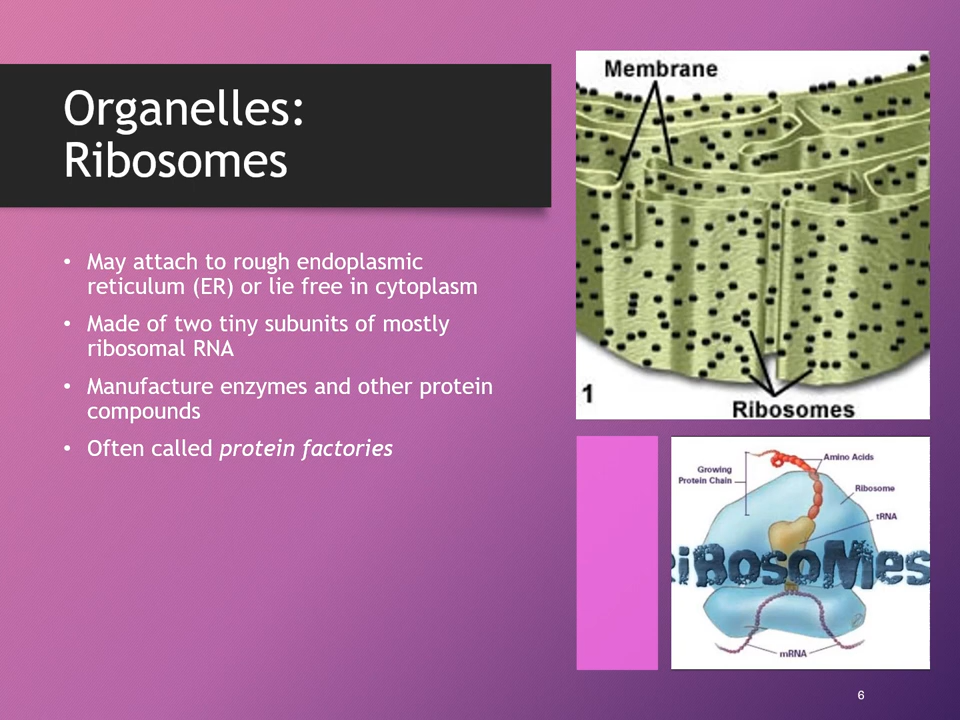 Organelles:
Ribosomes
• May attach to rough endoplasmic
reticulum (ER) or lie free in cytoplasm
• Made of two tiny subunits of mostly
ribosomal RNA
• Manufacture enzymes and other protein
compounds
• Often called protein factories
Membrane
1
Ribosomes
Growing
Protein Chain
Amino Acids
Ribosome
tRNA
RiBosoMes
mRNA
6